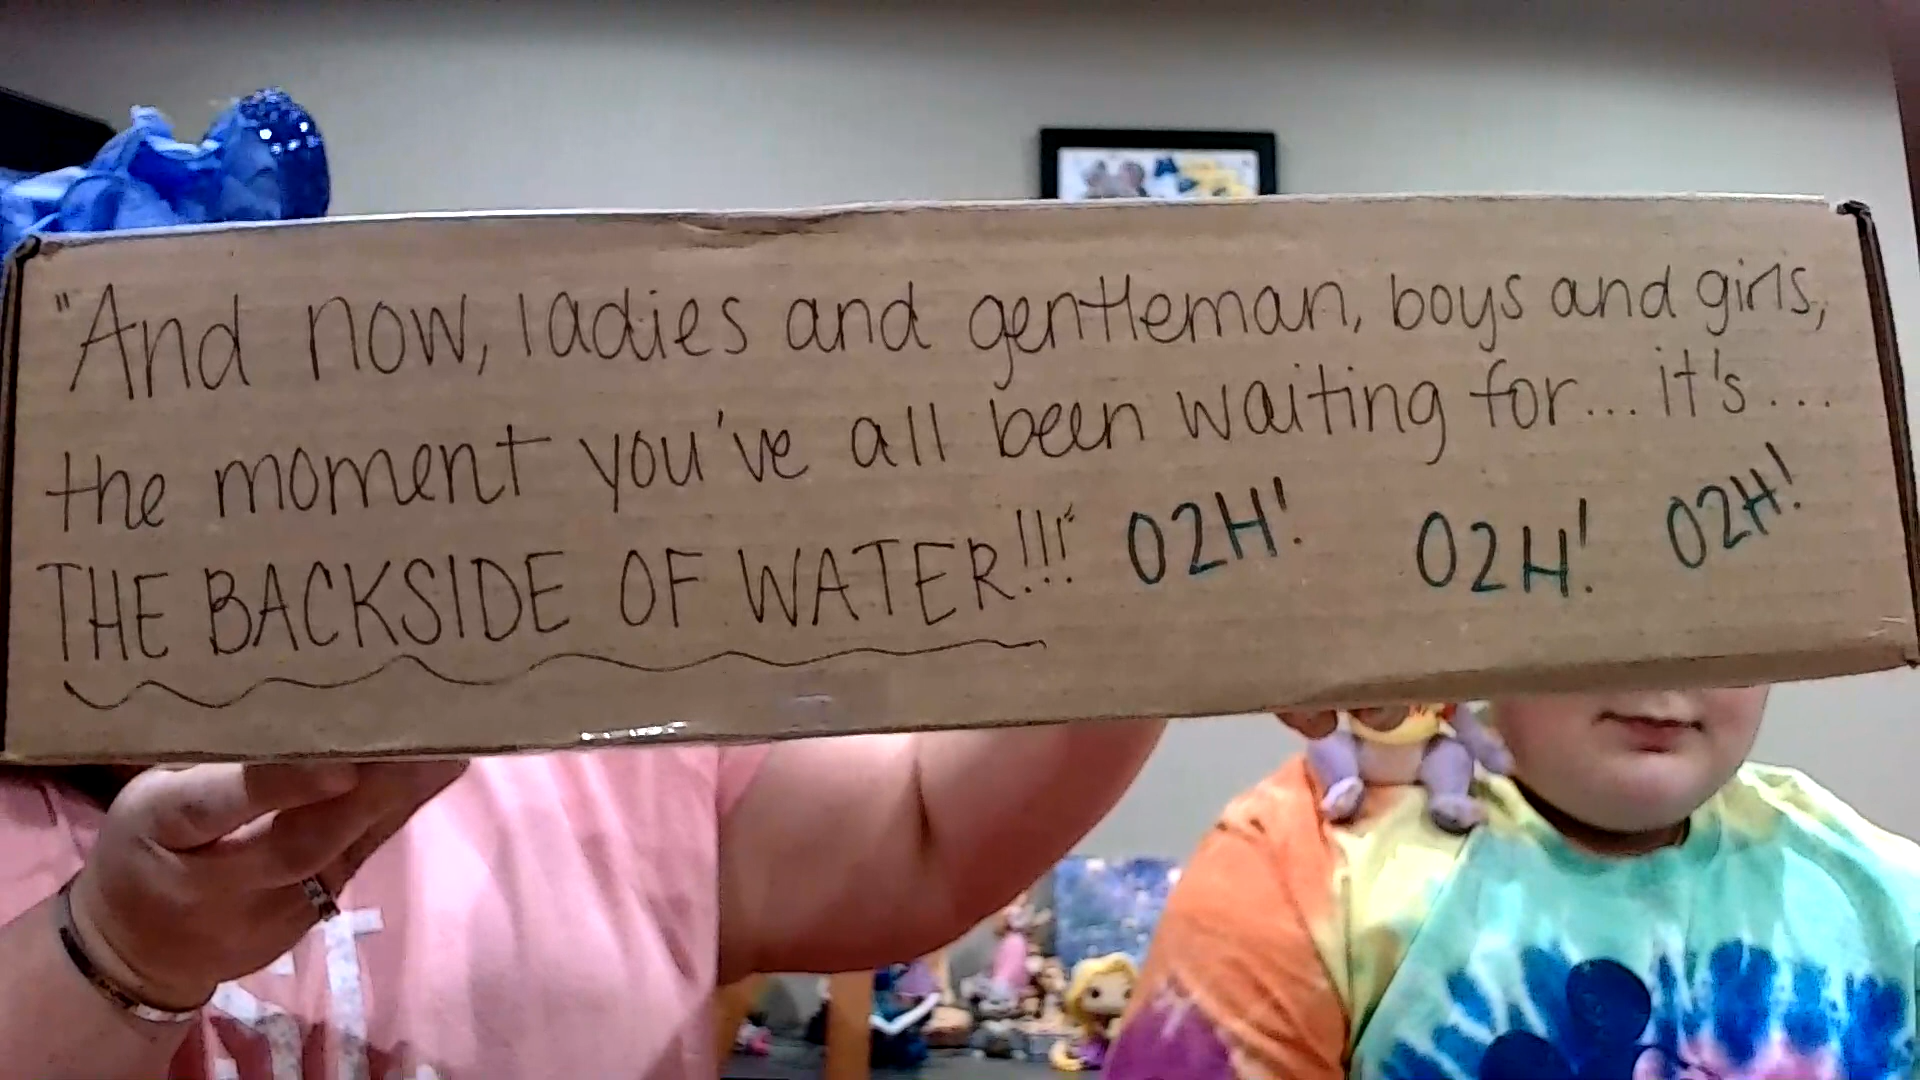 "And now, ladies and gentleman, boys and girls,
the moment you've all been waiting for... it's...
THE BACKSIDE OF WATER!!!" O2H! O2H! O2H!